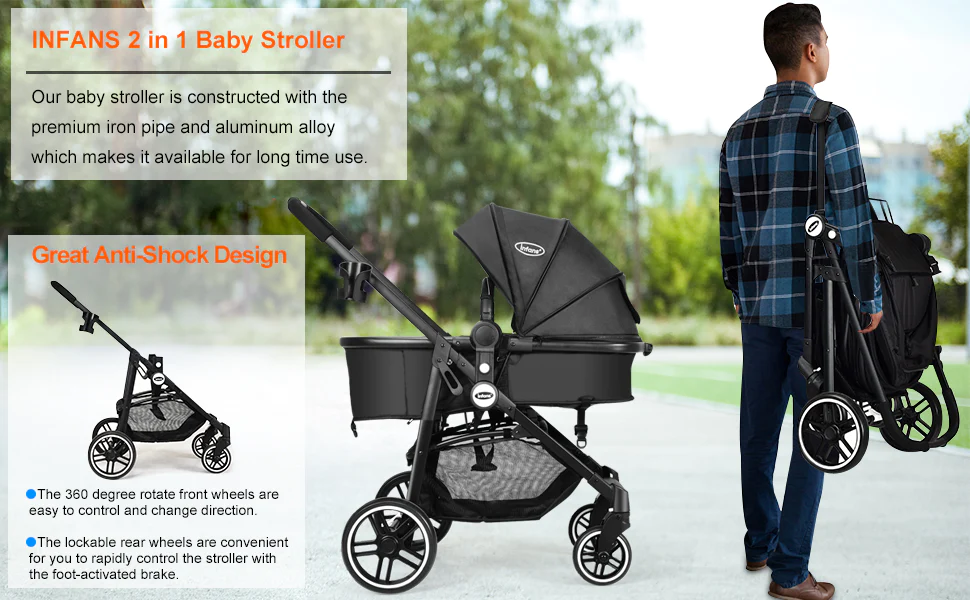 INFANS 2 in 1 Baby Stroller
Our baby stroller is constructed with the
premium iron pipe and aluminum alloy
which makes it available for long time use.
Great Anti-Shock Design
The 360 degree rotate front wheels are
easy to control and change direction.
The lockable rear wheels are convenient
for you to rapidly control the stroller with
the foot-activated brake.
Infans
Infans